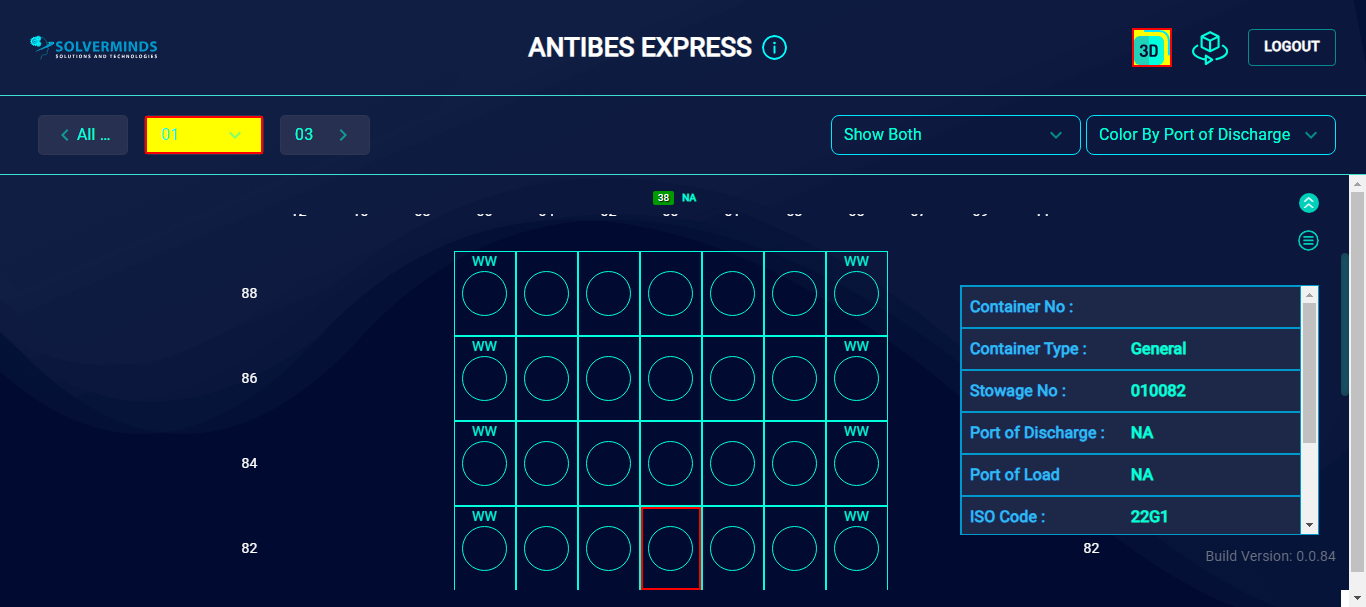 SOLVERMINDS
SOLUTIONS AND TECHNOLOGIES
ANTIBES EXPRESS
3D
LOGOUT
All ...
01
03
Show Both
Color By Port of Discharge
38 NA
WW WW
88
WW WW
86
WW WW
84
WW WW
82 82
Container No :
Container Type : General
Stowage No : 010082
Port of Discharge : NA
Port of Load NA
ISO Code : 22G1
Build Version: 0.0.84